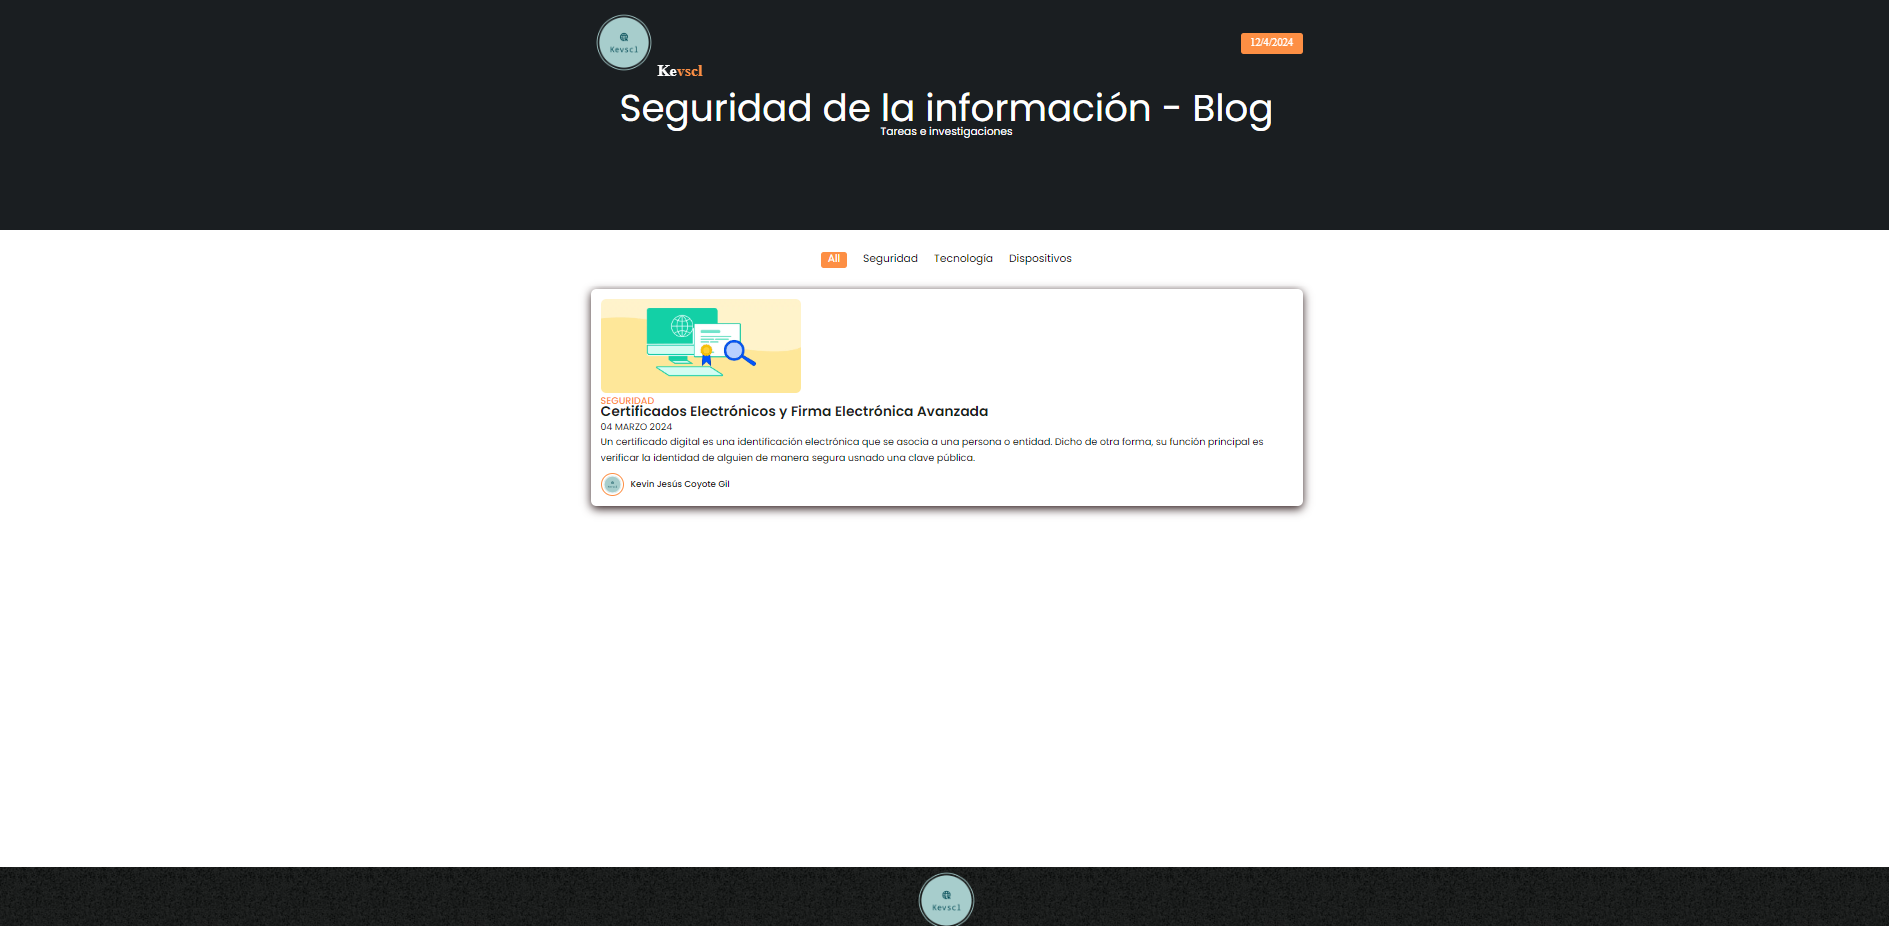 Kevscl
12/4/2024
Kevscl
Seguridad de la información - Blog
Tareas e investigaciones
All Seguridad Tecnología Dispositivos
SEGURIDAD
Certificados Electrónicos y Firma Electrónica Avanzada
04 MARZO 2024
Un certificado digital es una identificación electrónica que se asocia a una persona o entidad. Dicho de otra forma, su función principal es
verificar la identidad de alguien de manera segura usnado una clave pública.
Kevin Jesús Coyote Gil
Kevscl